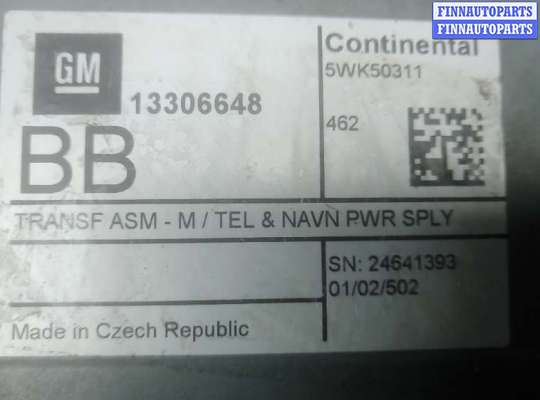 FINNAUTOPARTS
FINNAUTOPARTS
GM
13306648
BB
Continental
5WK50311
462
TRANSF ASM - M / TEL & NAVN PWR SPLY
SN: 24641393
01/02/502
Made in Czech Republic